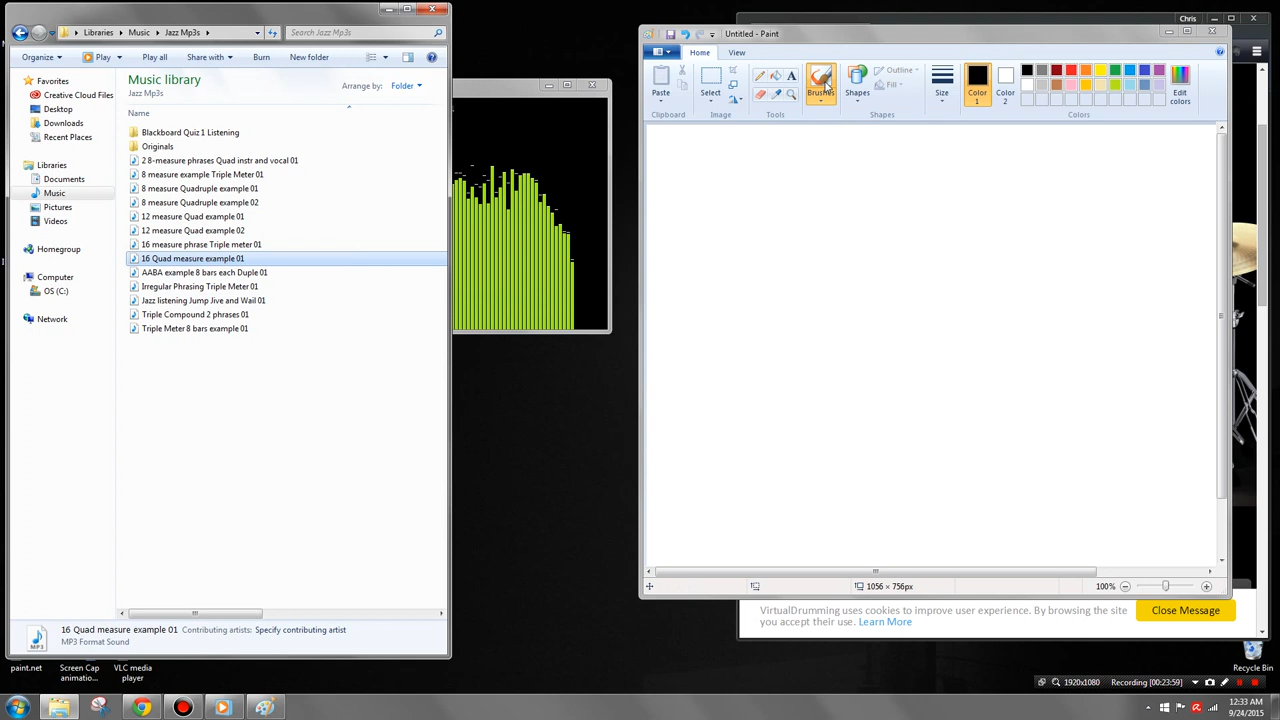 Chris
Libraries Music Jazz Mp3s
Search Jazz Mp3s
Organize Play Play all Share with Burn New folder
Favorites
Creative Cloud Files
Desktop
Downloads
Recent Places
Libraries
Documents
Music
Pictures
Videos
Homegroup
Computer
OS (C:)
Network
Music library
Jazz Mp3s
Arrange by: Folder
Name
Blackboard Quiz 1 Listening
Originals
2 8-measure phrases Quad instr and vocal 01
8 measure example Triple Meter 01
8 measure Quadruple example 01
8 measure Quadruple example 02
12 measure Quad example 01
12 measure Quad example 02
16 measure phrase Triple meter 01
16 Quad measure example 01
AABA example 8 bars each Duple 01
Irregular Phrasing Triple Meter 01
Jazz listening Jump Jive and Wail 01
Triple Compound 2 phrases 01
Triple Meter 8 bars example 01
16 Quad measure example 01 Contributing artists: Specify contributing artist
MP3 Format Sound
MP3
Untitled - Paint
Home View
Paste Select Brushes Shapes Outline Fill Size Color 1 Color 2 Edit colors
Clipboard Image Tools Shapes Colors
1056 × 756px 100%
VirtualDrumming uses cookies to improve user experience. By browsing the site
you accept their use. Learn More
Close Message
paint.net
Screen Cap animatio...
VLC media player
Recycle Bin
1920x1080 Recording [00:23:59]
12:33 AM
9/24/2015